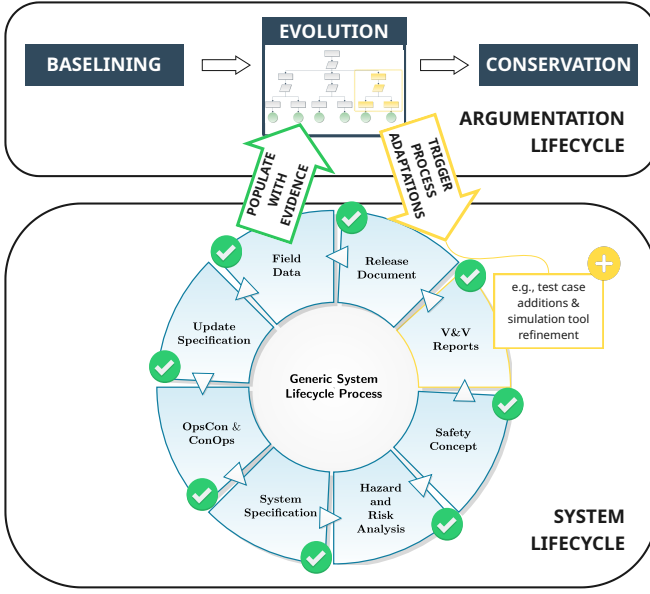 EVOLUTION
BASELINING
CONSERVATION
ARGUMENTATION
LIFECYCLE
POPULATE
WITH
EVIDENCE
TRIGGER
PROCESS
ADAPTATIONS
Field
Data
Release
Document
e.g., test case
additions &
simulation tool
refinement
Update
Specification
V&V
Reports
Generic System
Lifecycle Process
OpsCon &
ConOps
Safety
Concept
System
Specification
Hazard
and
Risk
Analysis
SYSTEM
LIFECYCLE